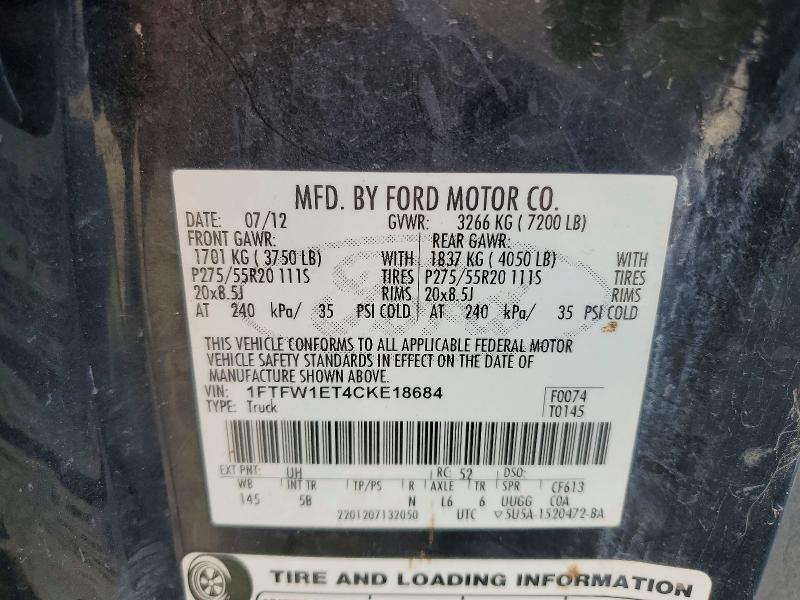 MFD. BY FORD MOTOR CO.
DATE: 07/12 GVWR: 3266 KG ( 7200 LB)
FRONT GAWR: REAR GAWR:
1701 KG ( 3750 LB) WITH 1837 KG ( 4050 LB) WITH
P275/55R20 111S TIRES P275/55R20 111S TIRES
20x8.5J RIMS 20x8.5J RIMS
AT 240 kPa/ 35 PSI COLD AT 240 kPa/ 35 PSI COLD
THIS VEHICLE CONFORMS TO ALL APPLICABLE FEDERAL MOTOR
VEHICLE SAFETY STANDARDS IN EFFECT ON THE DATE OF
MANUFACTURE SHOWN ABOVE.
VIN: 1FTFW1ET4CKE18684 F0074
TYPE: Truck T0145
EXT PNT: UH RC: 52 DSO:
WB INT TR TP/PS R AXLE TR SPR CF613
145 5B N L6 6 UUGG COA
2201207132050 UTC ▽5U5A-1520472-BA
TIRE AND LOADING INFORMATION